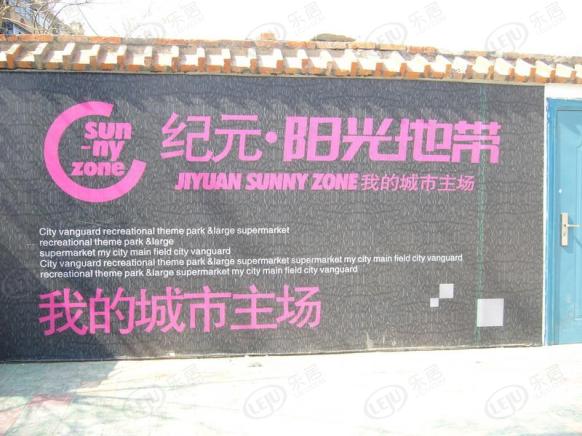 sun
-ny
zone
纪元·阳光地带
JIYUAN SUNNY ZONE 我的城市主场
City vanguard recreational theme park &large supermarket
recreational theme park &large
supermarket my city main field city vanguard
City vanguard recreational theme park &large supermarket supermarket my city main field city vanguard
recreational theme park &large supermarket my city main field city vanguard
我的城市主场
LEJU 乐居